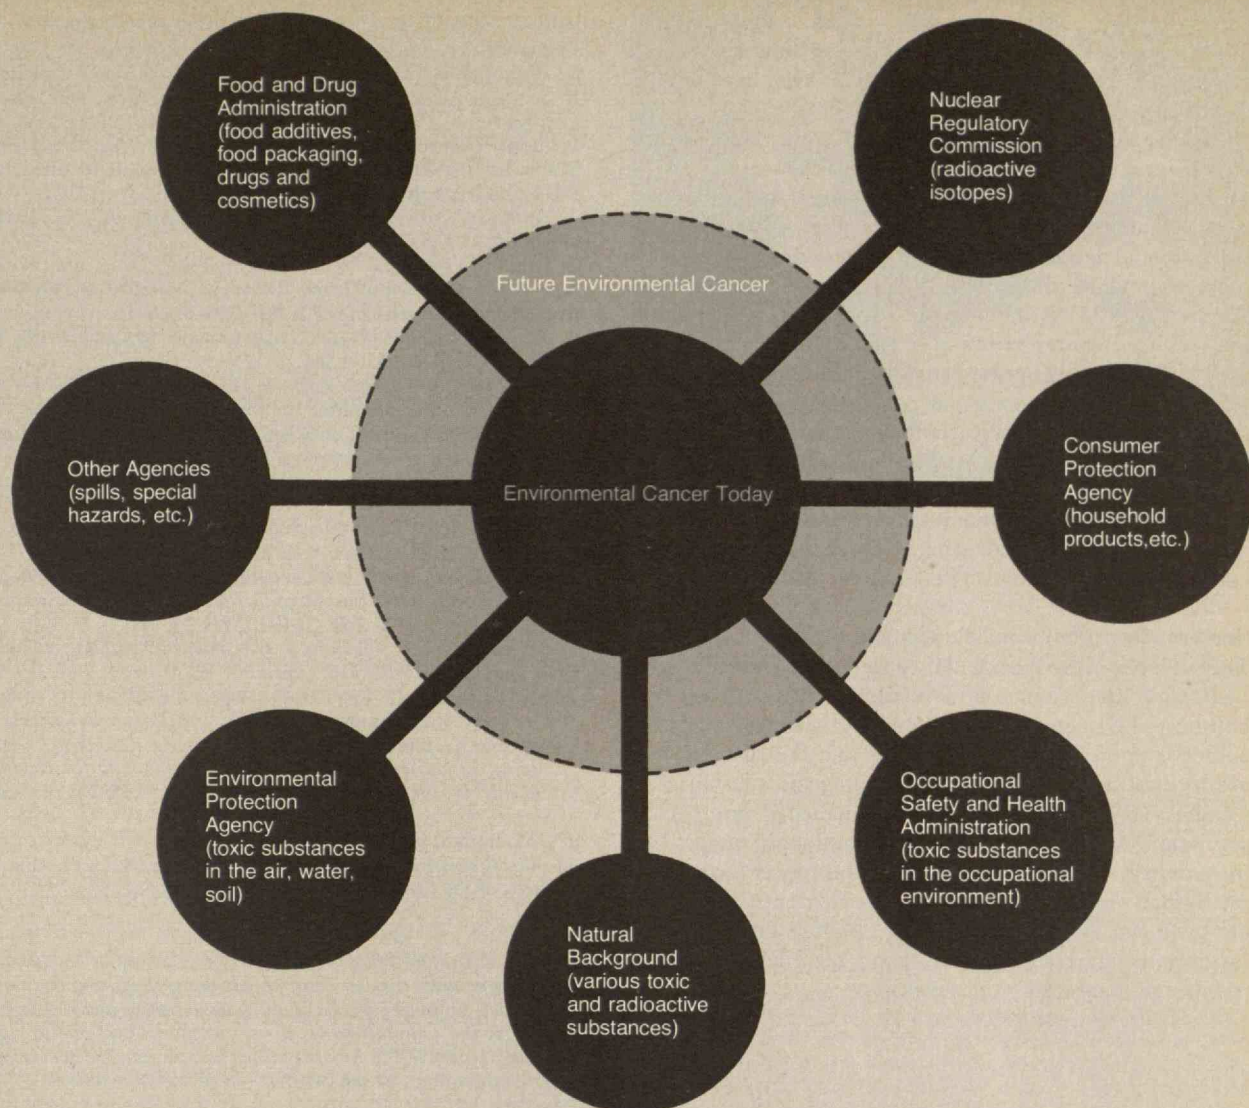 Food and Drug
Administration
(food additives,
food packaging,
drugs and
cosmetics)
Nuclear
Regulatory
Commission
(radioactive
isotopes)
Future Environmental Cancer
Other Agencies
(spills, special
hazards, etc.)
Environmental Cancer Today
Consumer
Protection
Agency
(household
products,etc.)
Environmental
Protection
Agency
(toxic substances
in the air, water,
soil)
Occupational
Safety and Health
Administration
(toxic substances
in the occupational
environment)
Natural
Background
(various toxic
and radioactive
substances)